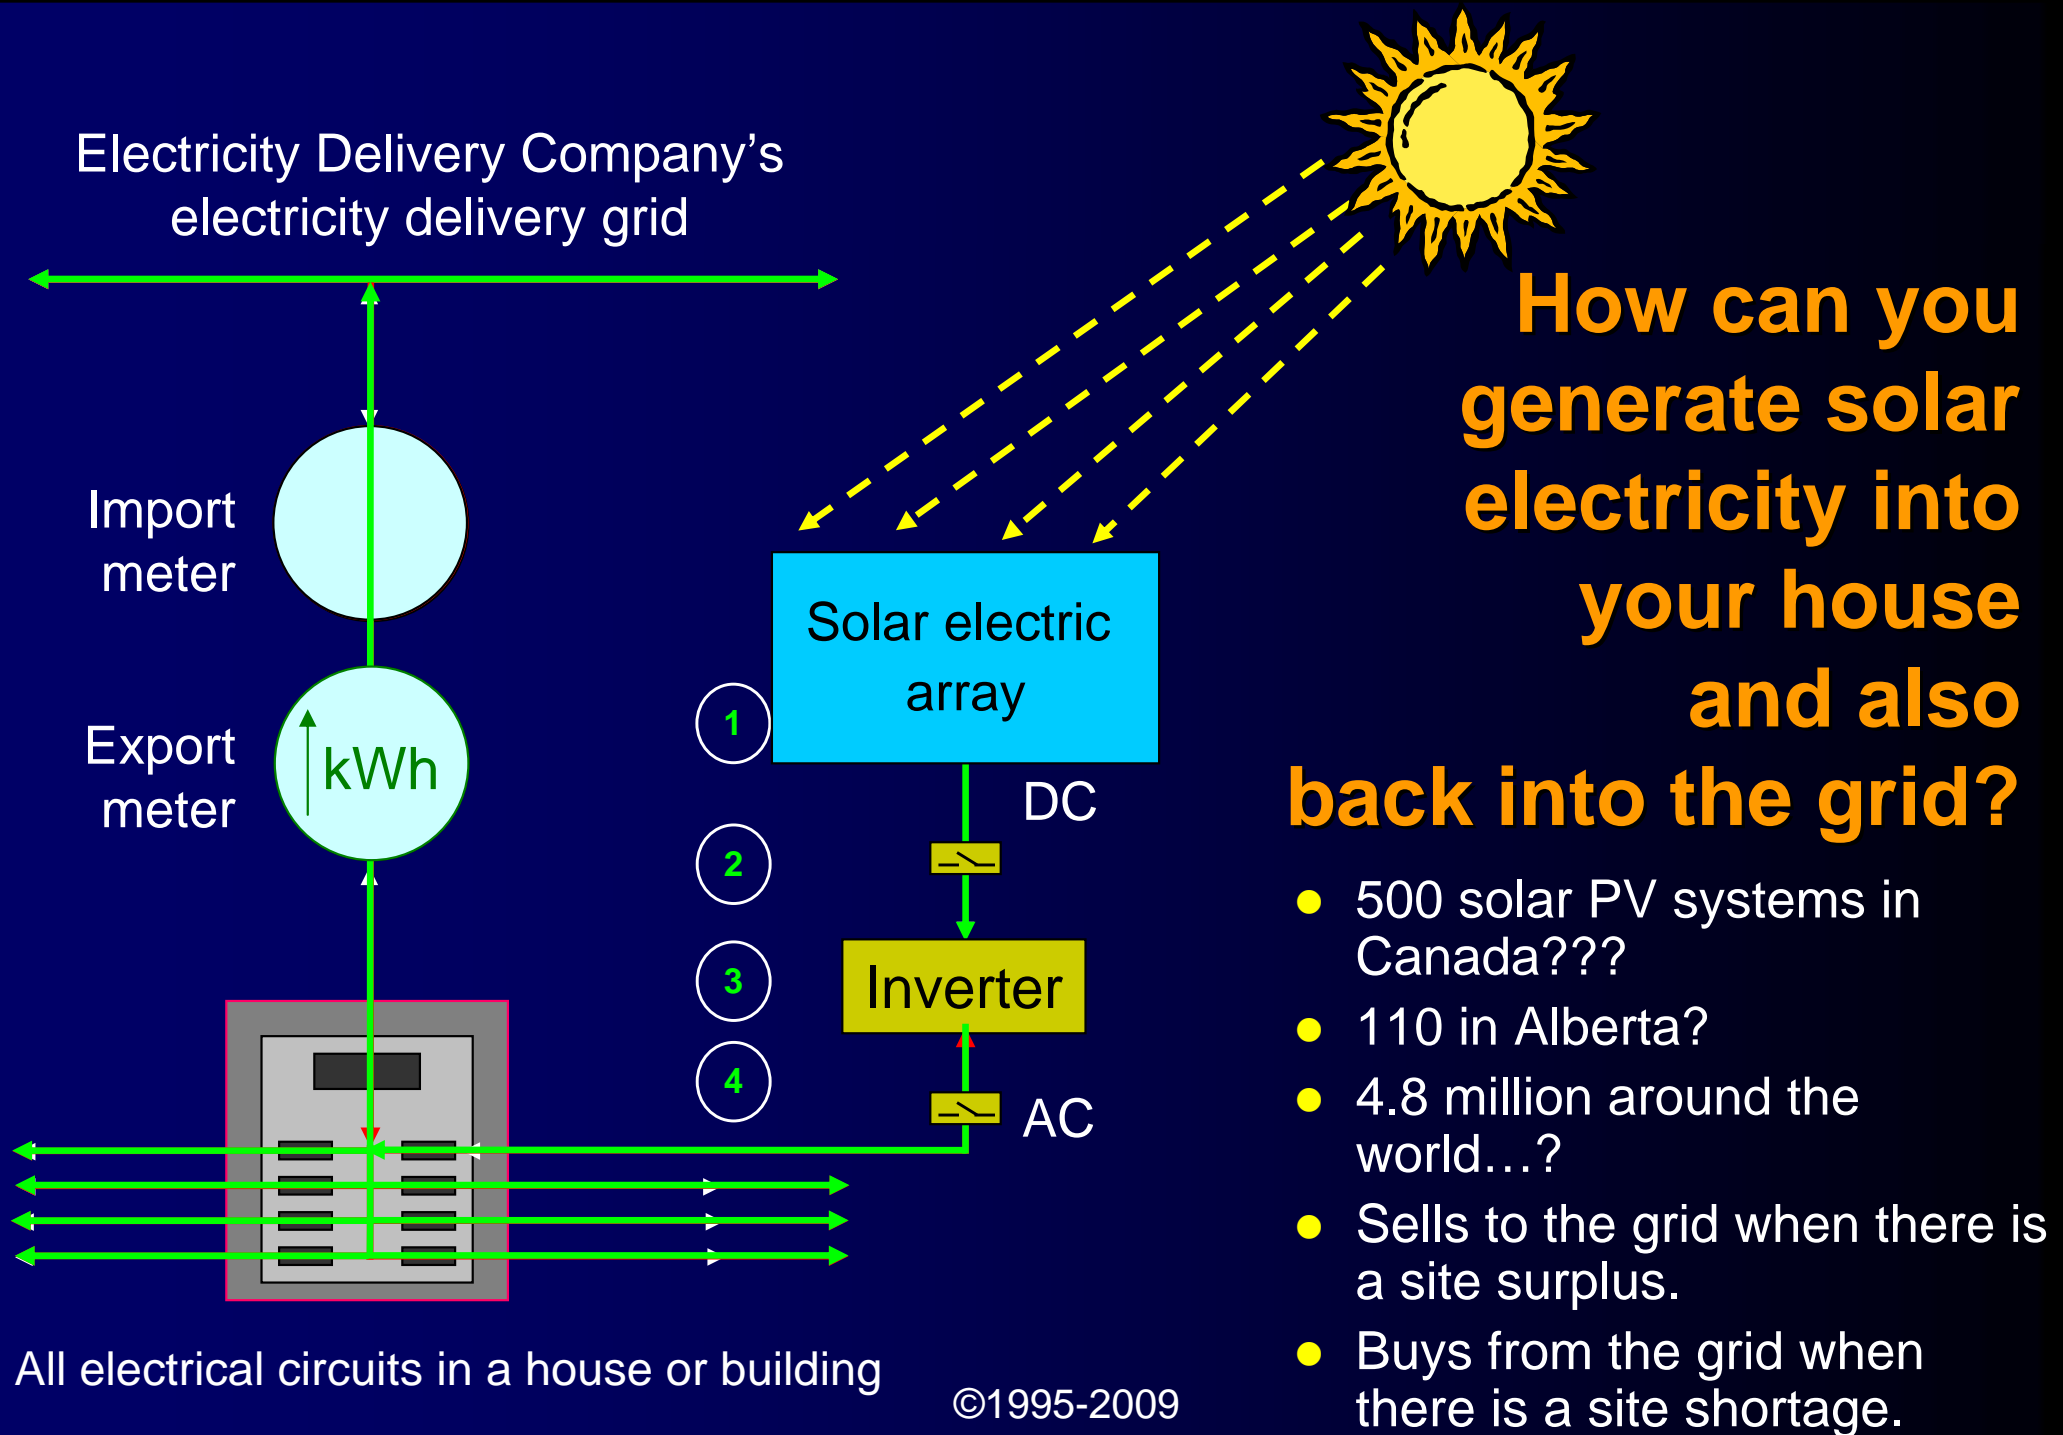 Electricity Delivery Company’s
electricity delivery grid
Import
meter
Export
meter
kWh
Solar electric
array
1
DC
2
3
Inverter
4
AC
All electrical circuits in a house or building
©1995-2009
How can you
generate solar
electricity into
your house
and also
back into the grid?
500 solar PV systems in
Canada???
110 in Alberta?
4.8 million around the
world…?
Sells to the grid when there is
a site surplus.
Buys from the grid when
there is a site shortage.